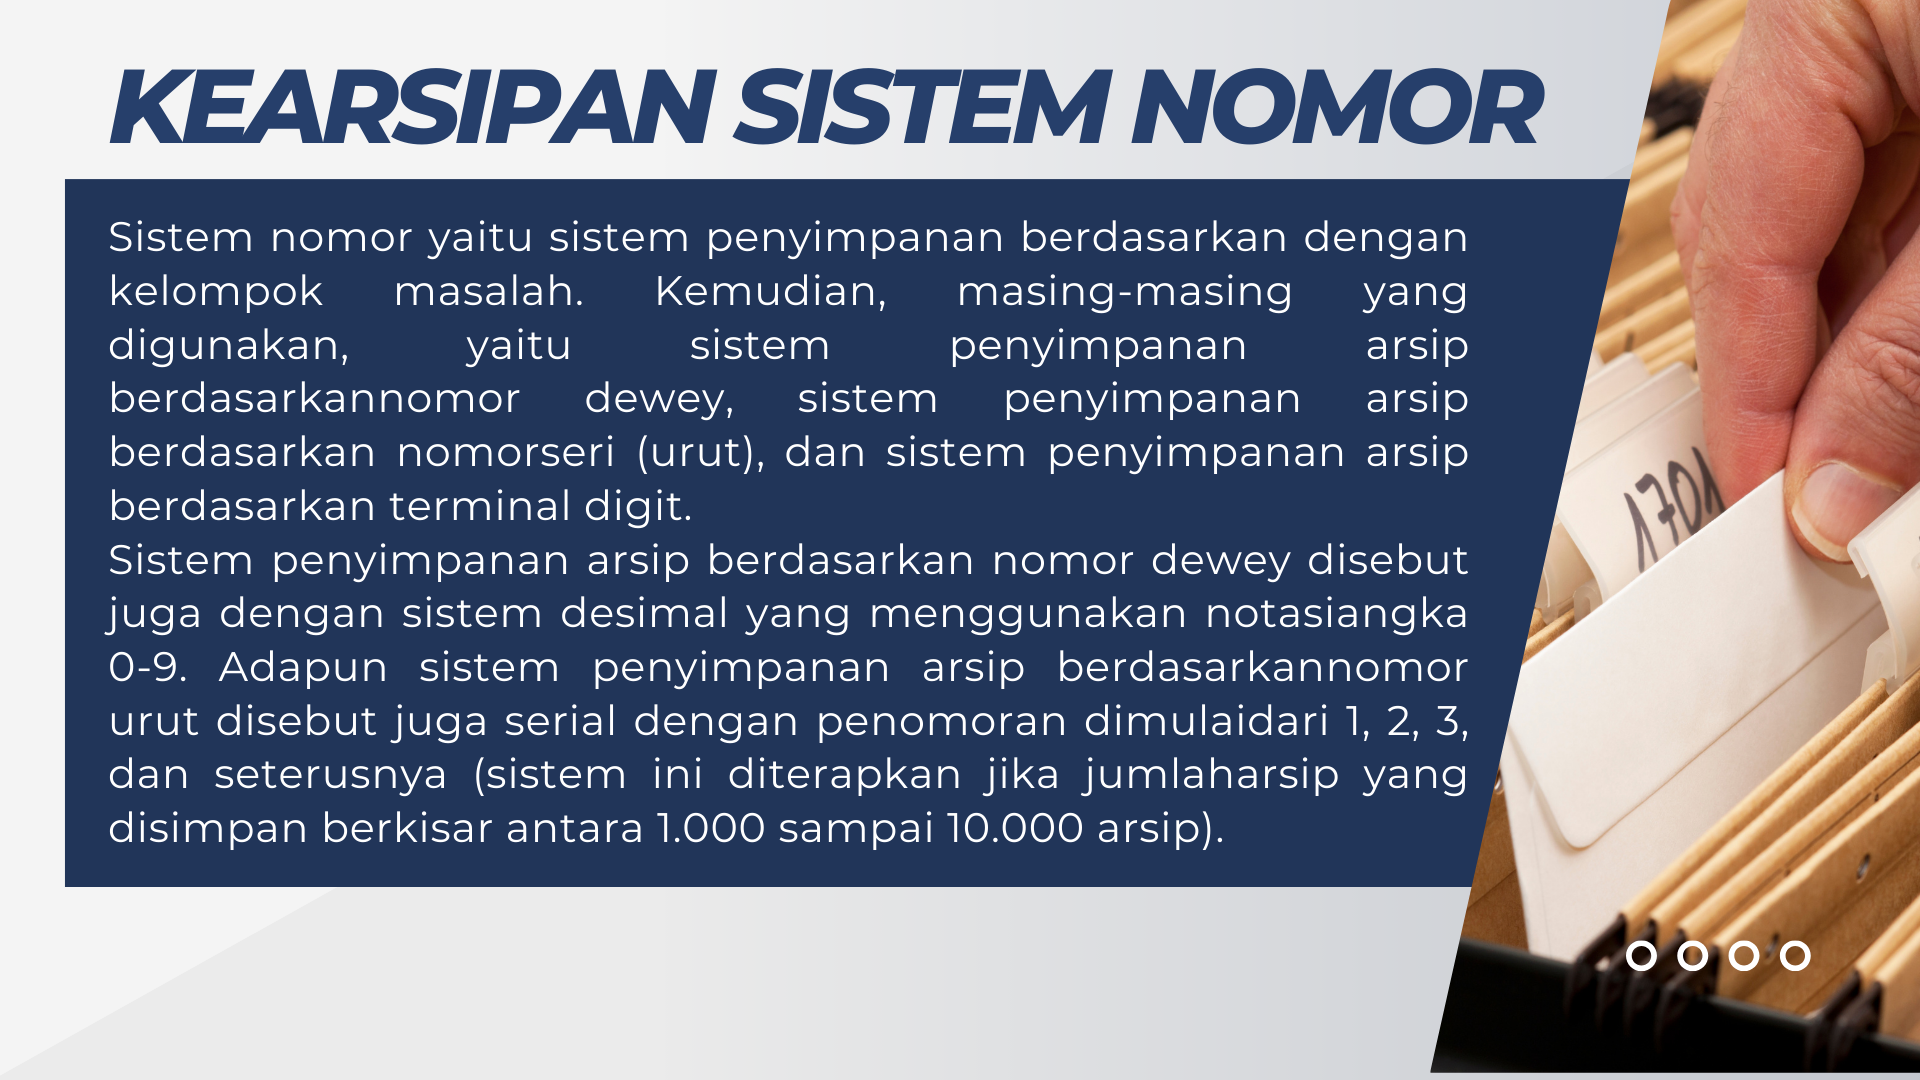 KEARSIPAN SISTEM NOMOR
Sistem nomor yaitu sistem penyimpanan berdasarkan dengan
kelompok masalah. Kemudian, masing-masing yang
digunakan, yaitu sistem penyimpanan arsip
berdasarkannomor dewey, sistem penyimpanan arsip
berdasarkan nomorseri (urut), dan sistem penyimpanan arsip
berdasarkan terminal digit.
Sistem penyimpanan arsip berdasarkan nomor dewey disebut
juga dengan sistem desimal yang menggunakan notasiangka
0-9. Adapun sistem penyimpanan arsip berdasarkannomor
urut disebut juga serial dengan penomoran dimulaidari 1, 2, 3,
dan seterusnya (sistem ini diterapkan jika jumlaharsip yang
disimpan berkisar antara 1.000 sampai 10.000 arsip).
1701